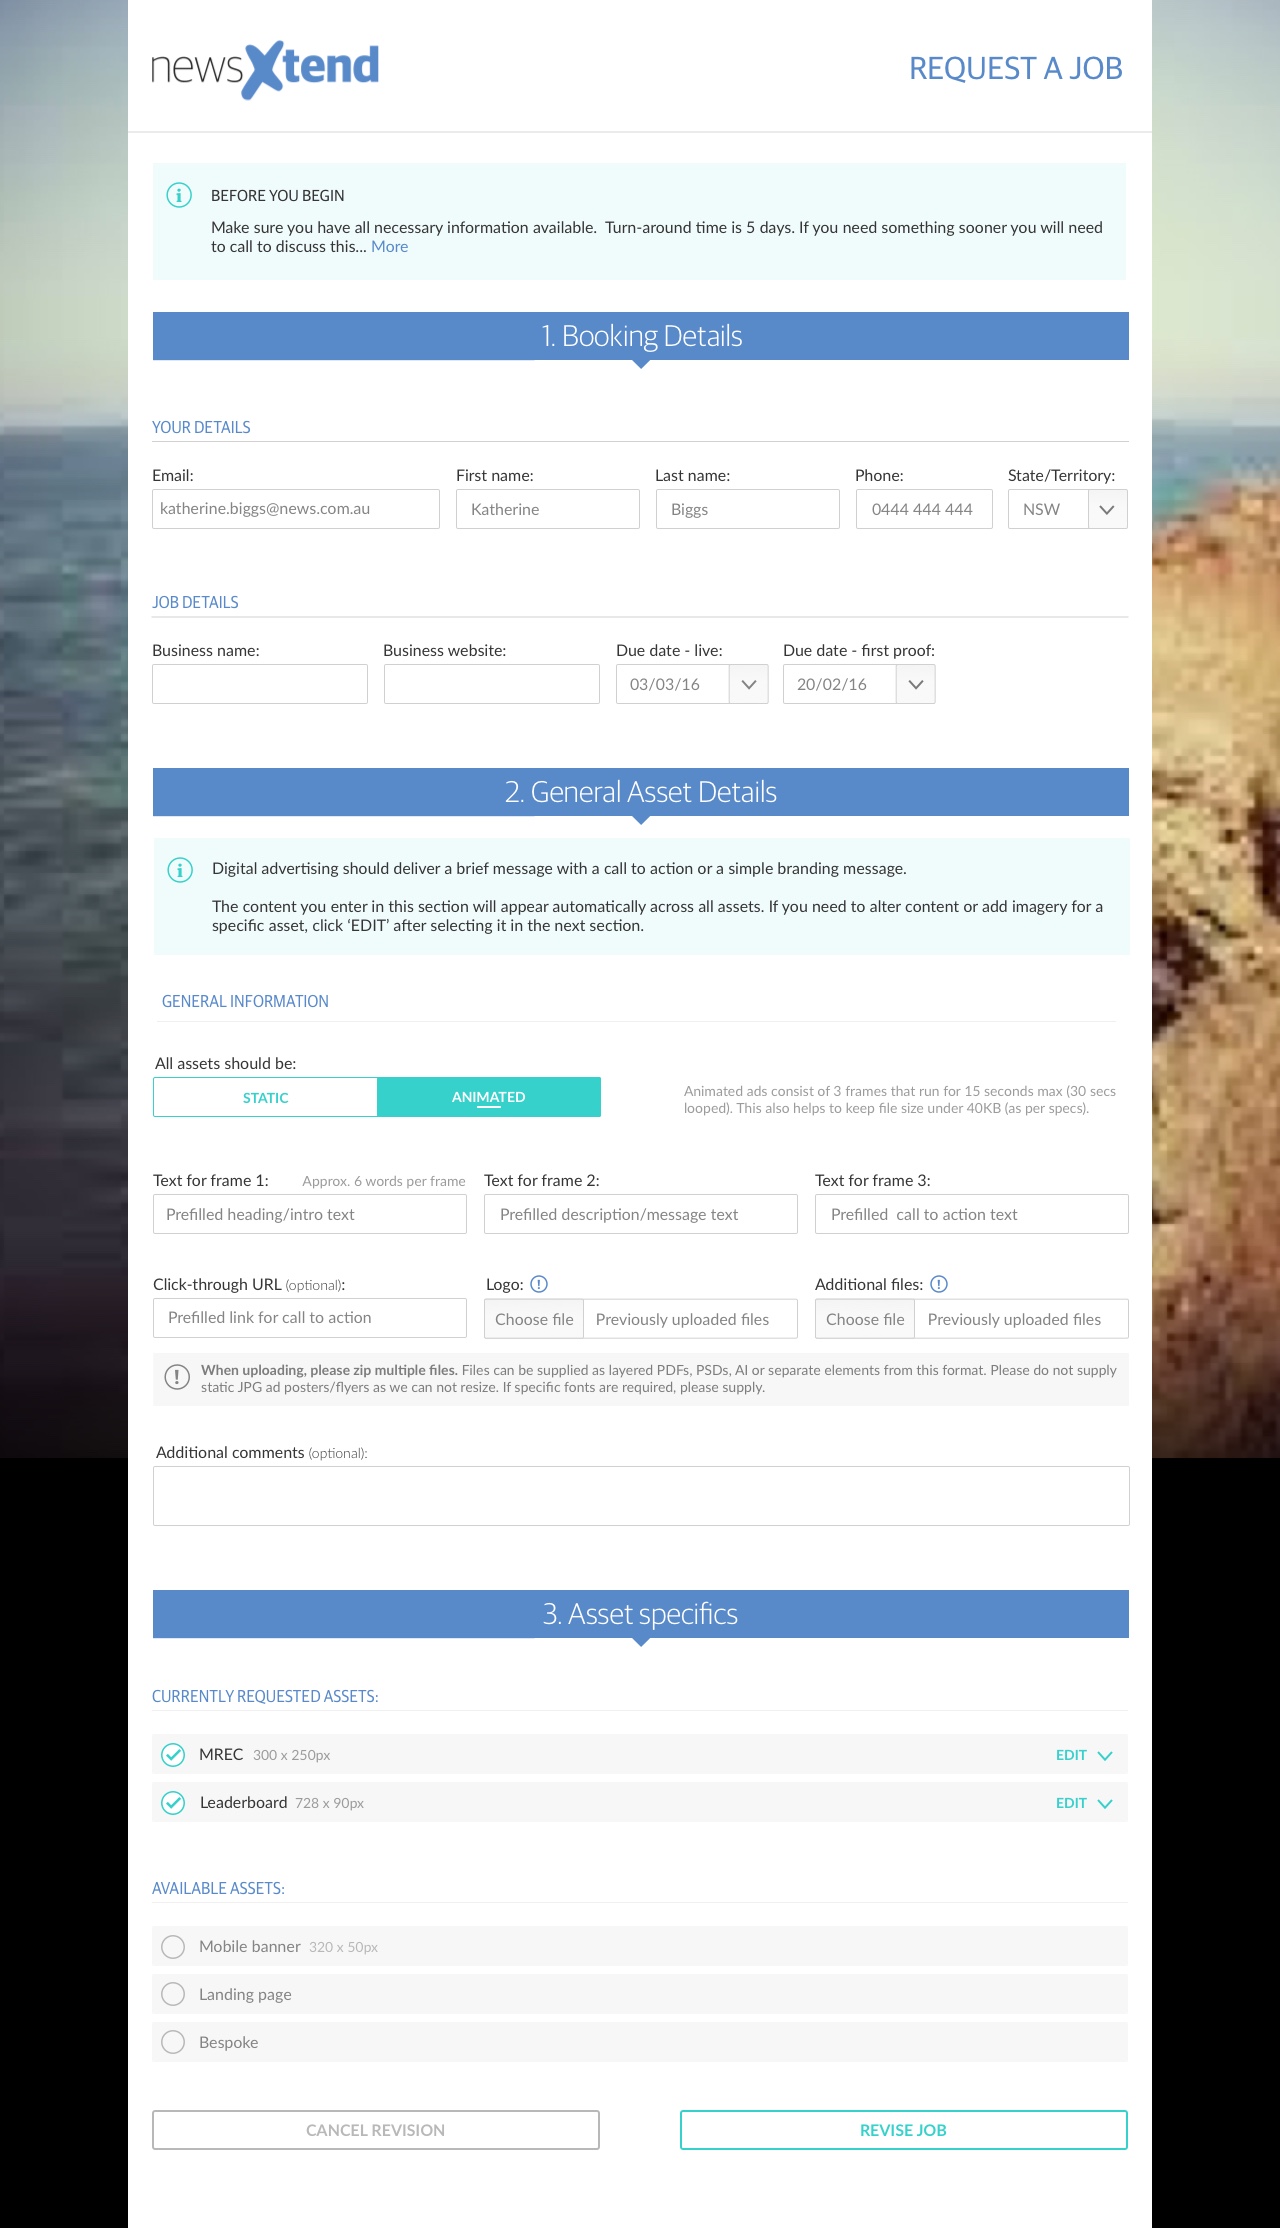 newsXtend
REQUEST A JOB
BEFORE YOU BEGIN
Make sure you have all necessary information available.  Turn-around time is 5 days. If you need something sooner you will need
to call to discuss this... More
1. Booking Details
YOUR DETAILS
Email: First name: Last name: Phone: State/Territory:
katherine.biggs@news.com.au Katherine Biggs 0444 444 444 NSW
JOB DETAILS
Business name: Business website: Due date - live: Due date - first proof:
03/03/16 20/02/16
2. General Asset Details
Digital advertising should deliver a brief message with a call to action or a simple branding message.
The content you enter in this section will appear automatically across all assets. If you need to alter content or add imagery for a
specific asset, click ‘EDIT’ after selecting it in the next section.
GENERAL INFORMATION
All assets should be:
STATIC ANIMATED
Animated ads consist of 3 frames that run for 15 seconds max (30 secs
looped). This also helps to keep file size under 40KB (as per specs).
Text for frame 1: Approx. 6 words per frame Text for frame 2: Text for frame 3:
Prefilled heading/intro text Prefilled description/message text Prefilled  call to action text
Click-through URL (optional): Logo: Additional files:
Prefilled link for call to action Choose file Previously uploaded files Choose file Previously uploaded files
When uploading, please zip multiple files. Files can be supplied as layered PDFs, PSDs, AI or separate elements from this format. Please do not supply
static JPG ad posters/flyers as we can not resize. If specific fonts are required, please supply.
Additional comments (optional):
3. Asset specifics
CURRENTLY REQUESTED ASSETS:
MREC 300 x 250px EDIT
Leaderboard 728 x 90px EDIT
AVAILABLE ASSETS:
Mobile banner 320 x 50px
Landing page
Bespoke
CANCEL REVISION REVISE JOB